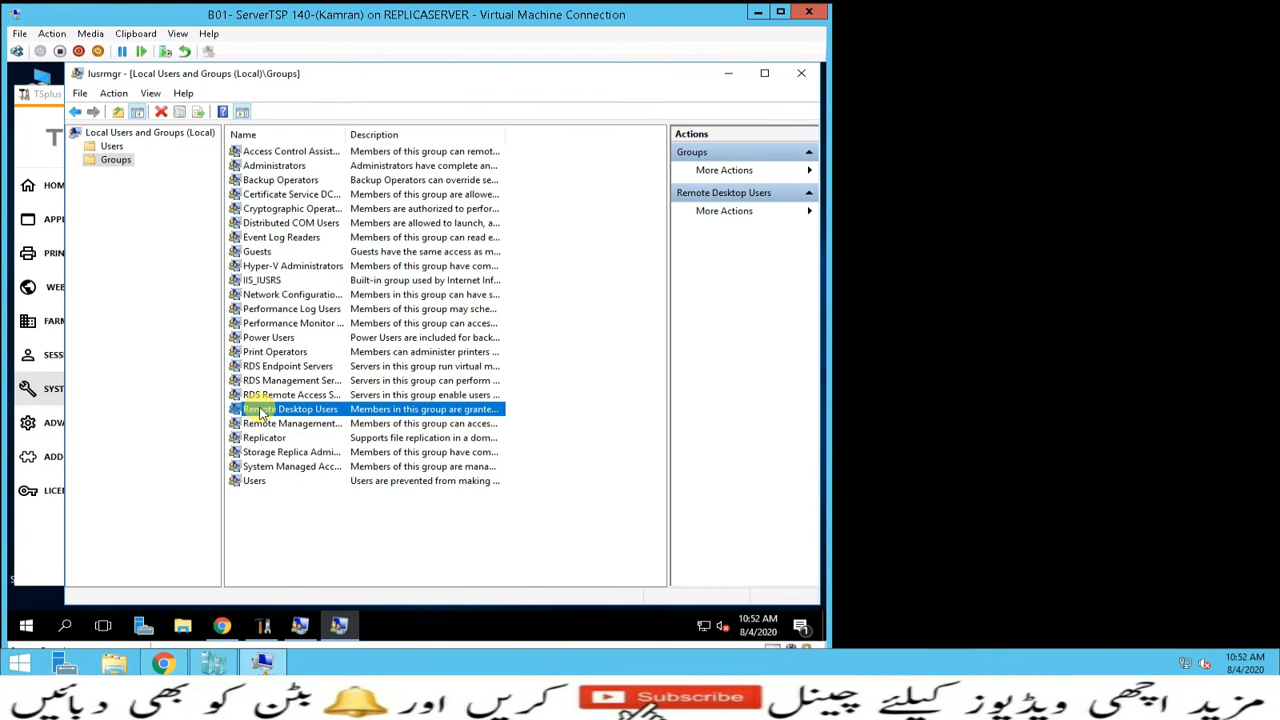 B01- ServerTSP 140-(Kamran) on REPLICASERVER - Virtual Machine Connection
File Action Media Clipboard View Help
lusrmgr - [Local Users and Groups (Local)\Groups]
TSplus
File Action View Help
T
Local Users and Groups (Local)
Users
Groups
HOM
APPL
PRIN
WEB
FARM
SESS
SYST
ADVA
ADD
LICE
Name Description
Access Control Assist... Members of this group can remot...
Administrators Administrators have complete an...
Backup Operators Backup Operators can override se...
Certificate Service DC... Members of this group are allowe...
Cryptographic Operat... Members are authorized to perfor...
Distributed COM Users Members are allowed to launch, a...
Event Log Readers Members of this group can read e...
Guests Guests have the same access as m...
Hyper-V Administrators Members of this group have com...
IIS_IUSRS Built-in group used by Internet Inf...
Network Configuratio... Members in this group can have s...
Performance Log Users Members of this group may sche...
Performance Monitor ... Members of this group can acces...
Power Users Power Users are included for back...
Print Operators Members can administer printers ...
RDS Endpoint Servers Servers in this group run virtual m...
RDS Management Ser... Servers in this group can perform ...
RDS Remote Access S... Servers in this group enable users ...
Remote Desktop Users Members in this group are grante...
Remote Management... Members of this group can acces...
Replicator Supports file replication in a dom...
Storage Replica Admi... Members of this group have com...
System Managed Acc... Members of this group are mana...
Users Users are prevented from making ...
Actions
Groups
More Actions
Remote Desktop Users
More Actions
10:52 AM
8/4/2020
1
10:52 AM
8/4/2020
مزید اچھی ویڈیوز کیلئے چینل Subscribe کریں اور بٹن کو بھی دبائیں